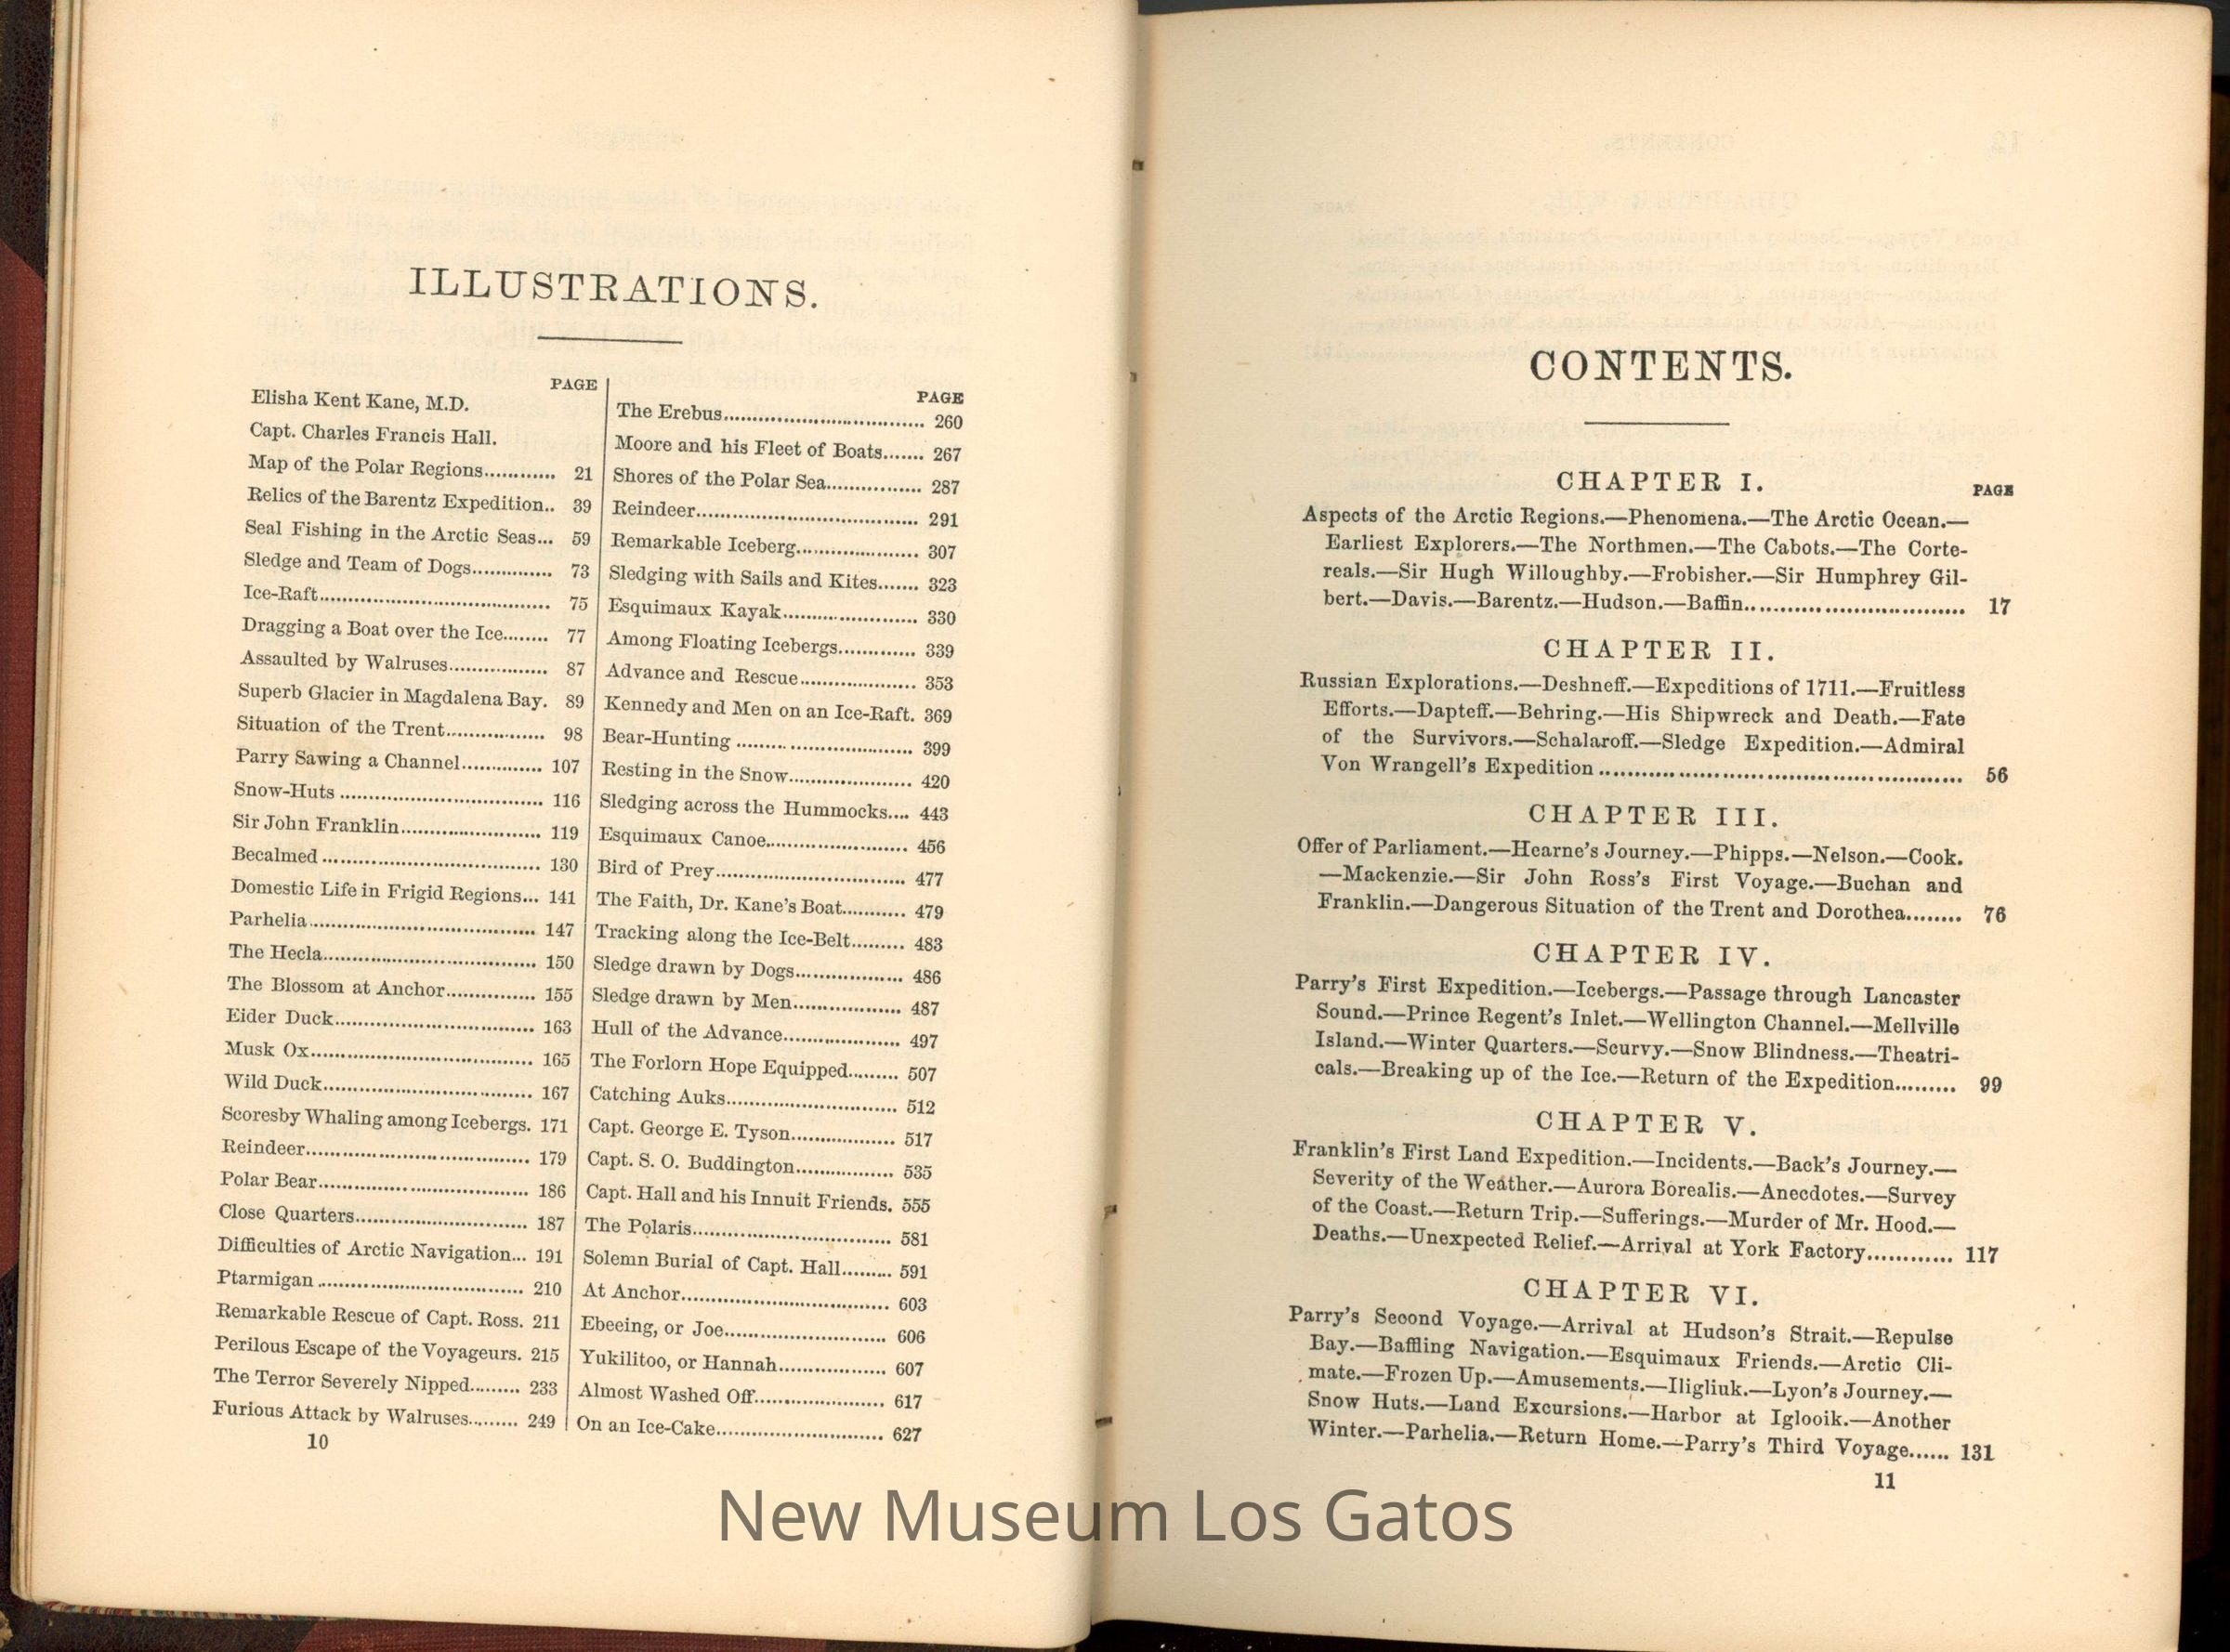 ILLUSTRATIONS.
PAGE
Elisha Kent Kane, M.D.
Capt. Charles Francis Hall.
Map of the Polar Regions............ 21
Relics of the Barentz Expedition.. 39
Seal Fishing in the Arctic Seas... 59
Sledge and Team of Dogs.............. 73
Ice-Raft....................................... 75
Dragging a Boat over the Ice........ 77
Assaulted by Walruses................. 87
Superb Glacier in Magdalena Bay. 89
Situation of the Trent................. 98
Parry Sawing a Channel.............. 107
Snow-Huts .................................. 116
Sir John Franklin........................ 119
Becalmed ..................................... 130
Domestic Life in Frigid Regions... 141
Parhelia....................................... 147
The Hecla.................................... 150
The Blossom at Anchor............... 155
Eider Duck.................................. 163
Musk Ox...................................... 165
Wild Duck................................... 167
Scoresby Whaling among Icebergs. 171
Reindeer...................................... 179
Polar Bear................................... 186
Close Quarters............................. 187
Difficulties of Arctic Navigation... 191
Ptarmigan ................................... 210
Remarkable Rescue of Capt. Ross. 211
Perilous Escape of the Voyageurs. 215
The Terror Severely Nipped......... 233
Furious Attack by Walruses......... 249
10
PAGE
The Erebus.................................. 260
Moore and his Fleet of Boats....... 267
Shores of the Polar Sea................ 287
Reindeer...................................... 291
Remarkable Iceberg..................... 307
Sledging with Sails and Kites....... 323
Esquimaux Kayak....................... 330
Among Floating Icebergs............. 339
Advance and Rescue.................... 353
Kennedy and Men on an Ice-Raft. 369
Bear-Hunting .............................. 399
Resting in the Snow..................... 420
Sledging across the Hummocks.... 443
Esquimaux Canoe........................ 456
Bird of Prey................................ 477
The Faith, Dr. Kane's Boat........... 479
Tracking along the Ice-Belt......... 483
Sledge drawn by Dogs.................. 486
Sledge drawn by Men................... 487
Hull of the Advance.................... 497
The Forlorn Hope Equipped......... 507
Catching Auks............................. 512
Capt. George E. Tyson.................. 517
Capt. S. O. Buddington................. 535
Capt. Hall and his Innuit Friends. 555
The Polaris.................................. 581
Solemn Burial of Capt. Hall......... 591
At Anchor................................... 603
Ebeeing, or Joe............................ 606
Yukilitoo, or Hannah.................. 607
Almost Washed Off...................... 617
On an Ice-Cake............................ 627
CONTENTS.
CHAPTER I.
PAGE
Aspects of the Arctic Regions.—Phenomena.—The Arctic Ocean.—
Earliest Explorers.—The Northmen.—The Cabots.—The Corte-
reals.—Sir Hugh Willoughby.—Frobisher.—Sir Humphrey Gil-
bert.—Davis.—Barentz.—Hudson.—Baffin.................................. 17
CHAPTER II.
Russian Explorations.—Deshneff.—Expeditions of 1711.—Fruitless
Efforts.—Dapteff.—Behring.—His Shipwreck and Death.—Fate
of the Survivors.—Schalaroff.—Sledge Expedition.—Admiral
Von Wrangell's Expedition ..................................................... 56
CHAPTER III.
Offer of Parliament.—Hearne's Journey.—Phipps.—Nelson.—Cook.
—Mackenzie.—Sir John Ross's First Voyage.—Buchan and
Franklin.—Dangerous Situation of the Trent and Dorothea........ 76
CHAPTER IV.
Parry's First Expedition.—Icebergs.—Passage through Lancaster
Sound.—Prince Regent's Inlet.—Wellington Channel.—Mellville
Island.—Winter Quarters.—Scurvy.—Snow Blindness.—Theatri-
cals.—Breaking up of the Ice.—Return of the Expedition......... 99
CHAPTER V.
Franklin's First Land Expedition.—Incidents.—Back's Journey.—
Severity of the Weather.—Aurora Borealis.—Anecdotes.—Survey
of the Coast.—Return Trip.—Sufferings.—Murder of Mr. Hood.—
Deaths.—Unexpected Relief.—Arrival at York Factory............ 117
CHAPTER VI.
Parry's Second Voyage.—Arrival at Hudson's Strait.—Repulse
Bay.—Baffling Navigation.—Esquimaux Friends.—Arctic Cli-
mate.—Frozen Up.—Amusements.—Iligliuk.—Lyon's Journey.—
Snow Huts.—Land Excursions.—Harbor at Iglooik.—Another
Winter.—Parhelia.—Return Home.—Parry's Third Voyage...... 131
11
New Museum Los Gatos